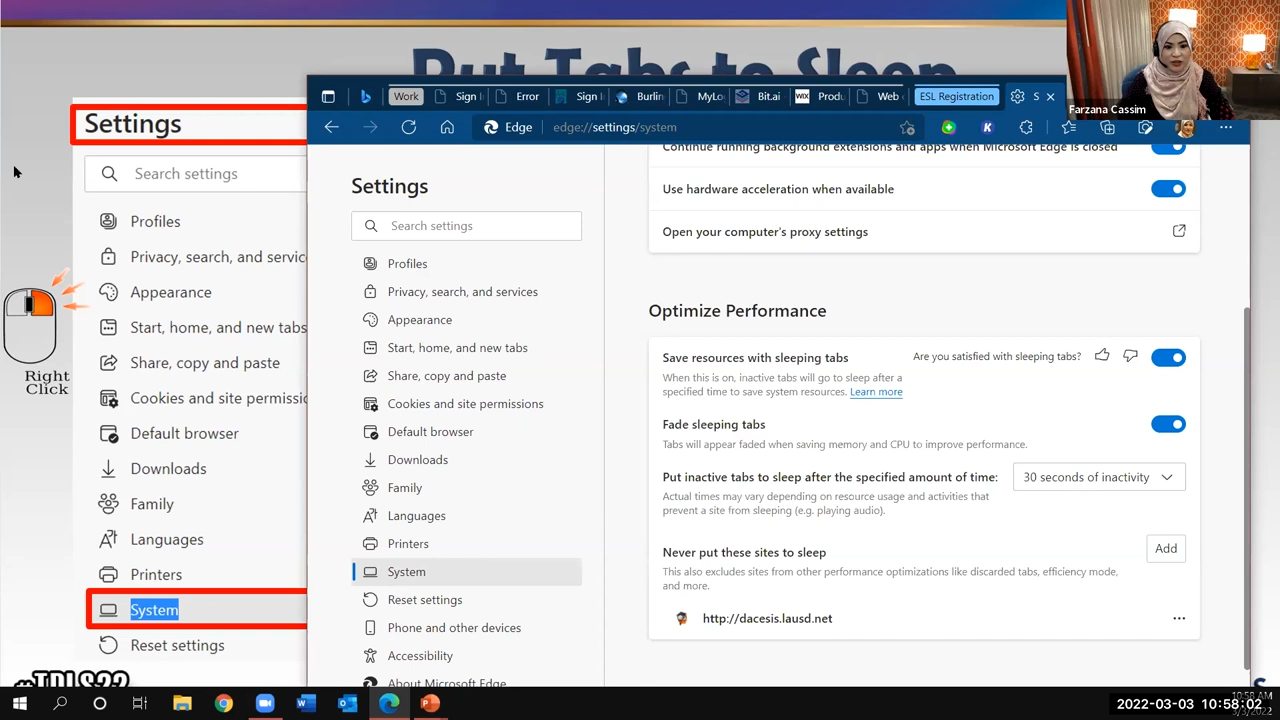 Put Tabs to Sleep
Settings
Search settings
Profiles
Privacy, search, and servic
Appearance
Start, home, and new tabs
Share, copy and paste
Cookies and site permissio
Default browser
Downloads
Family
Languages
Printers
System
Reset settings
Right
Click
#TDLS22
Work
Sign I
Error
Sign I
Burlin
MyLo
Bit.ai
WIX
Produ
Web
ESL Registration
S
Edge
edge://settings/system
Settings
Search settings
Profiles
Privacy, search, and services
Appearance
Start, home, and new tabs
Share, copy and paste
Cookies and site permissions
Default browser
Downloads
Family
Languages
Printers
System
Reset settings
Phone and other devices
Accessibility
About Microsoft Edge
Continue running background extensions and apps when Microsoft Edge is closed
Use hardware acceleration when available
Open your computer's proxy settings
Optimize Performance
Save resources with sleeping tabs
Are you satisfied with sleeping tabs?
When this is on, inactive tabs will go to sleep after a
specified time to save system resources. Learn more
Fade sleeping tabs
Tabs will appear faded when saving memory and CPU to improve performance.
Put inactive tabs to sleep after the specified amount of time:
30 seconds of inactivity
Actual times may vary depending on resource usage and activities that
prevent a site from sleeping (e.g. playing audio).
Never put these sites to sleep
Add
This also excludes sites from other performance optimizations like discarded tabs, efficiency mode,
and more.
http://dacesis.lausd.net
Farzana Cassim
2022-03-03 10:58:02